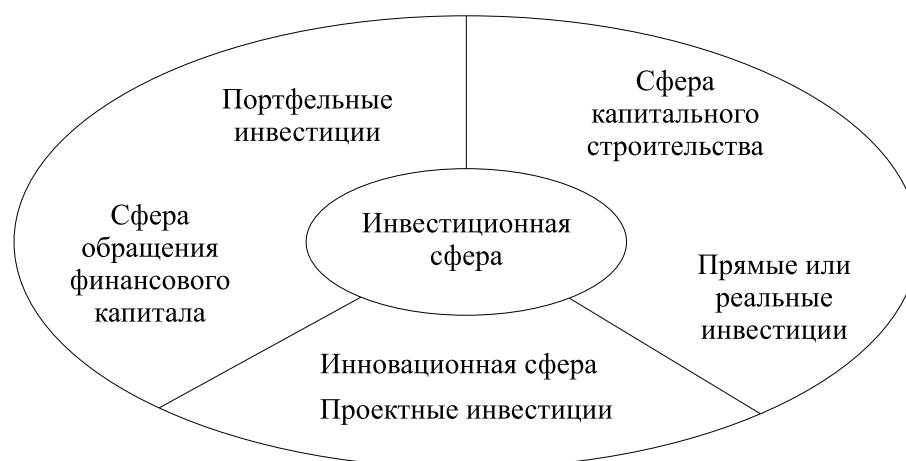 Портфельные
инвестиции
Сфера
обращения
финансового
капитала
Сфера
капитального
строительства
Прямые или
реальные
инвестиции
Инвестиционная
сфера
Инновационная сфера
Проектные инвестиции